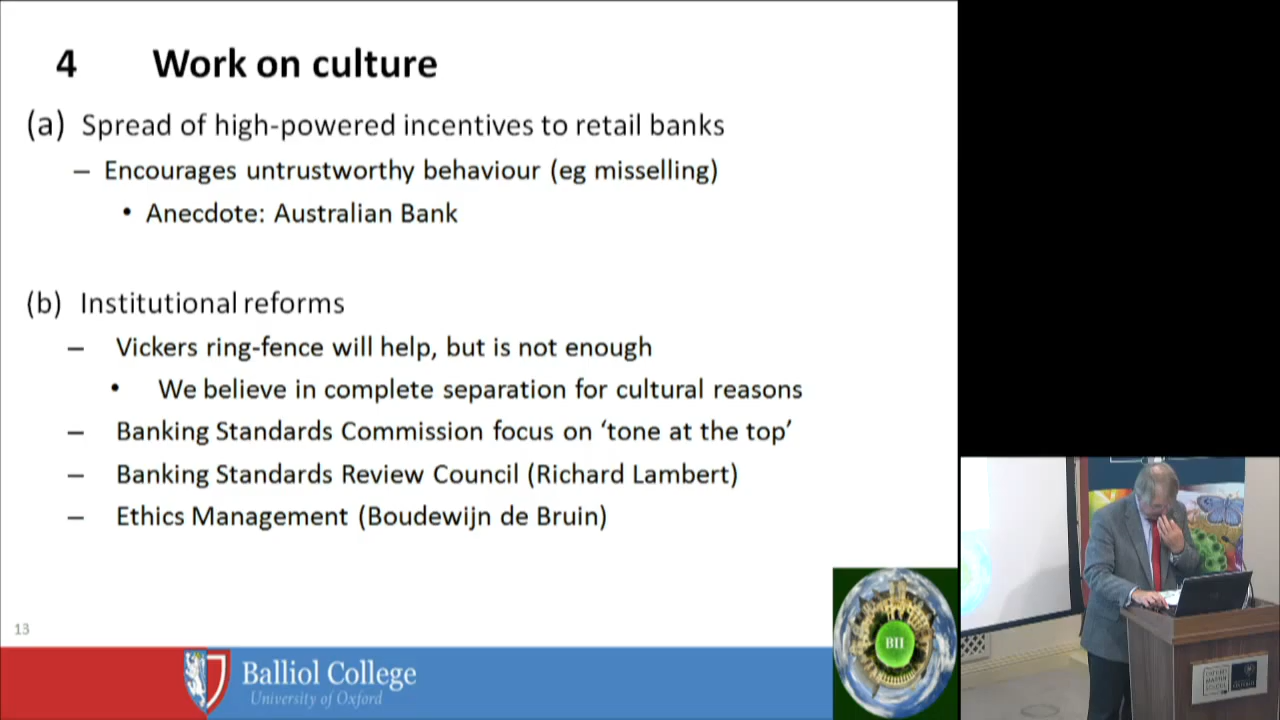 4 Work on culture
(a) Spread of high-powered incentives to retail banks
– Encourages untrustworthy behaviour (eg misselling)
• Anecdote: Australian Bank
(b) Institutional reforms
– Vickers ring-fence will help, but is not enough
• We believe in complete separation for cultural reasons
– Banking Standards Commission focus on ‘tone at the top’
– Banking Standards Review Council (Richard Lambert)
– Ethics Management (Boudewijn de Bruin)
13
Balliol College
University of Oxford
BII